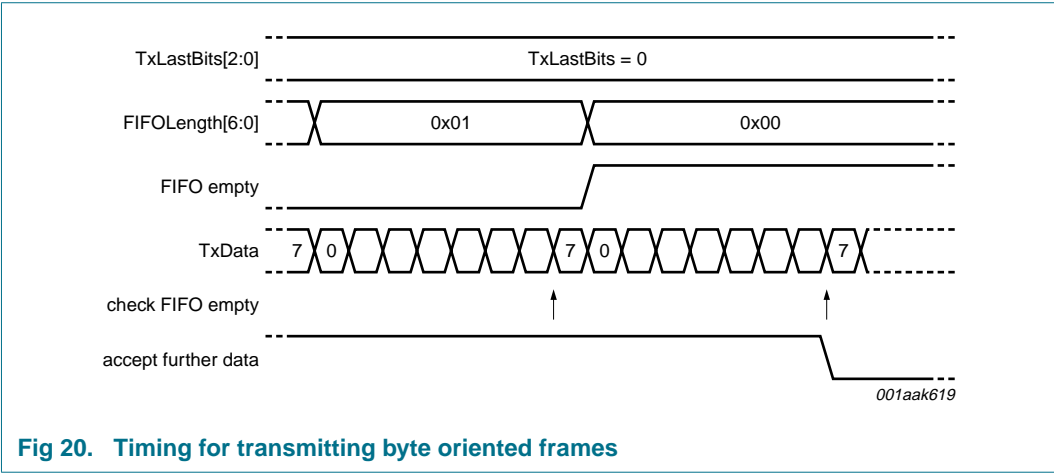 TxLastBits[2:0] TxLastBits = 0
FIFOLength[6:0] 0x01 0x00
FIFO empty
TxData 7 0 7 0 7
check FIFO empty
accept further data
001aak619
Fig 20. Timing for transmitting byte oriented frames